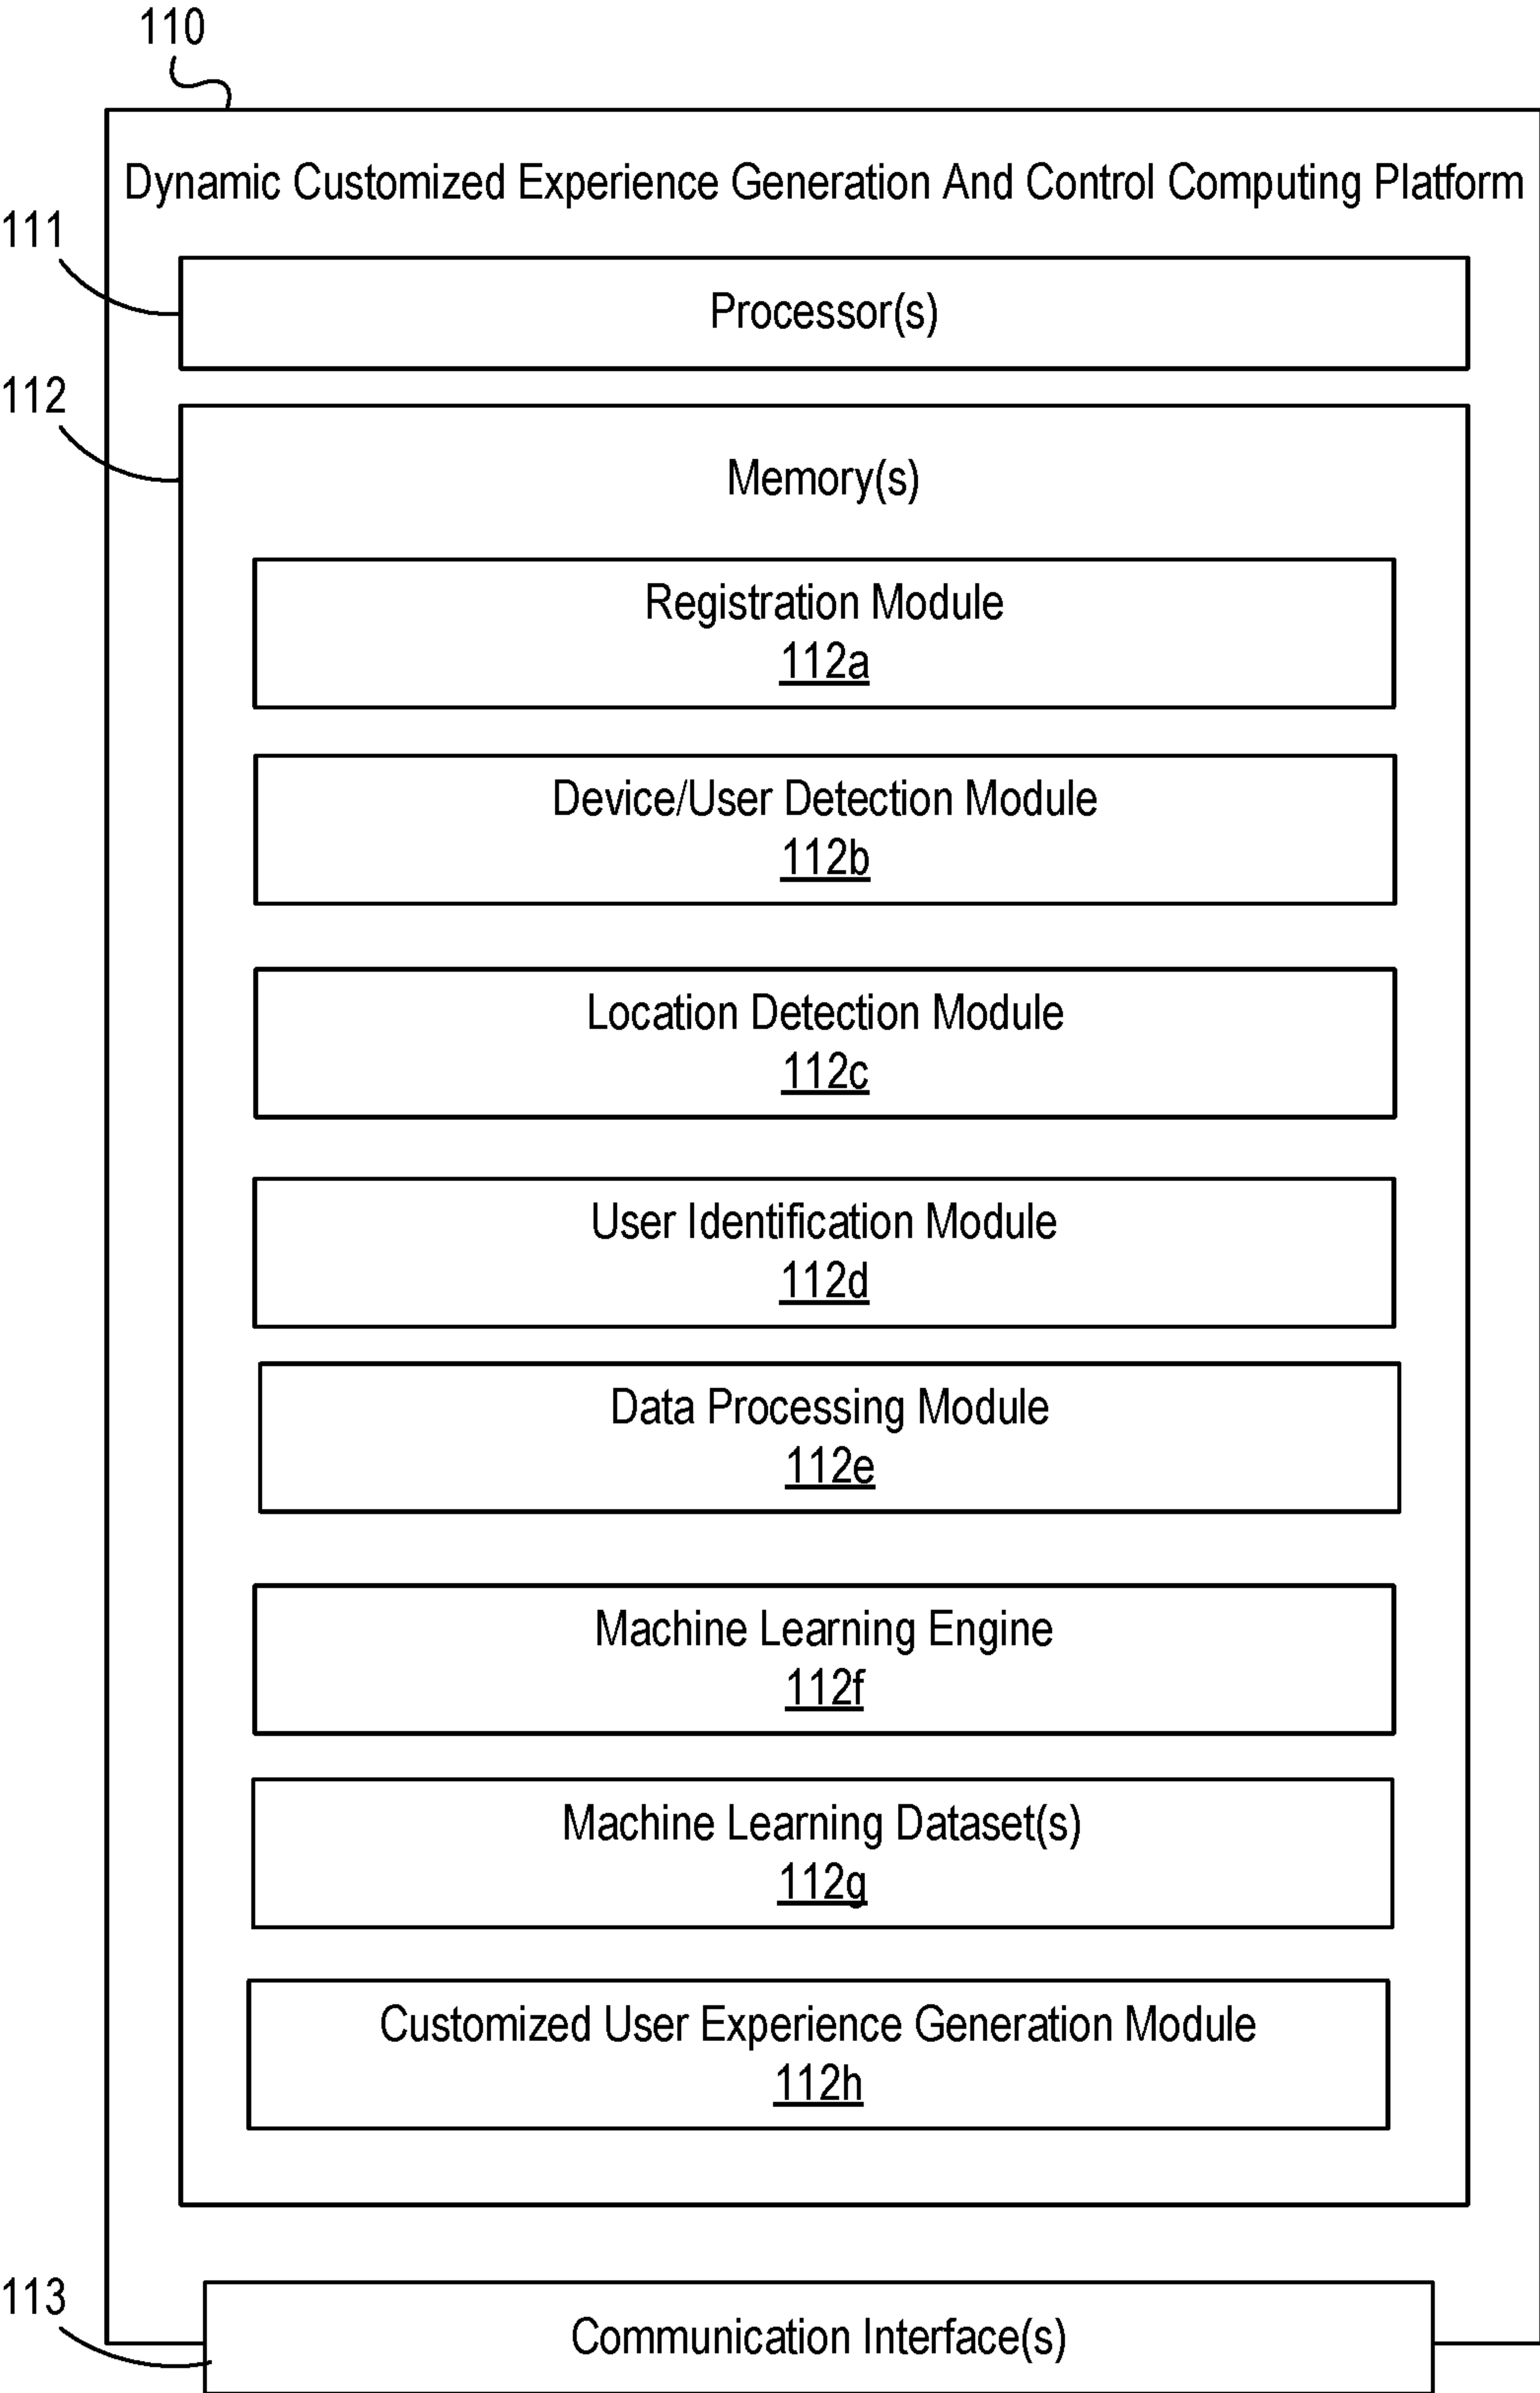 110
Dynamic Customized Experience Generation And Control Computing Platform
111
Processor(s)
112
Memory(s)
Registration Module
112a
Device/User Detection Module
112b
Location Detection Module
112c
User Identification Module
112d
Data Processing Module
112e
Machine Learning Engine
112f
Machine Learning Dataset(s)
112g
Customized User Experience Generation Module
112h
113
Communication Interface(s)